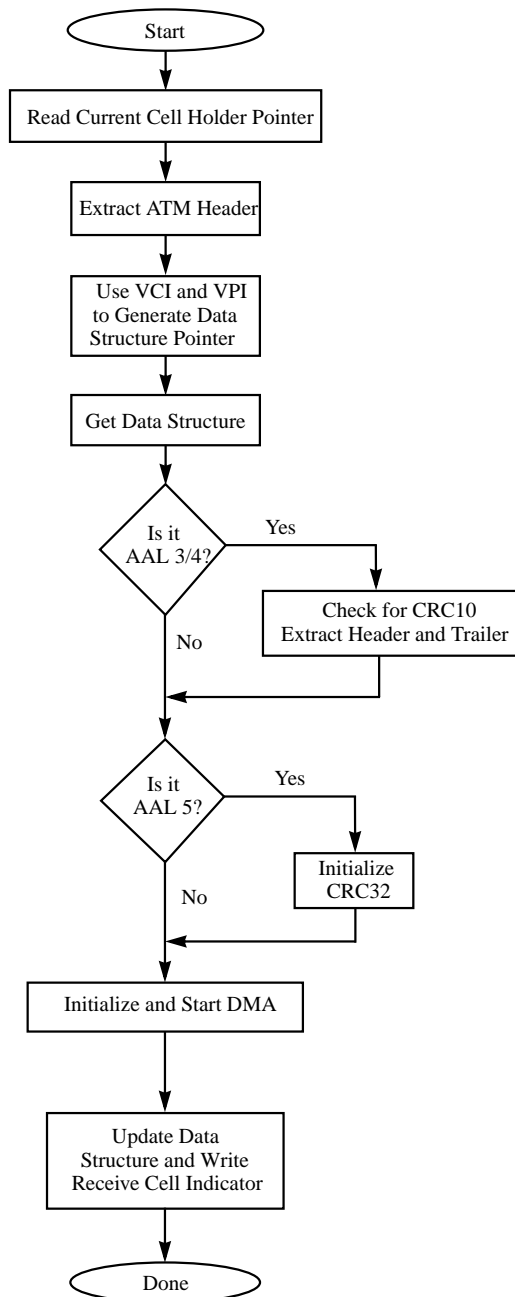 Start
Read Current Cell Holder Pointer
Extract ATM Header
Use VCI and VPI
to Generate Data
Structure Pointer
Get Data Structure
Is it
AAL 3/4?
Yes
Check for CRC10
Extract Header and Trailer
No
Is it
AAL 5?
Yes
Initialize
CRC32
No
Initialize and Start DMA
Update Data
Structure and Write
Receive Cell Indicator
Done